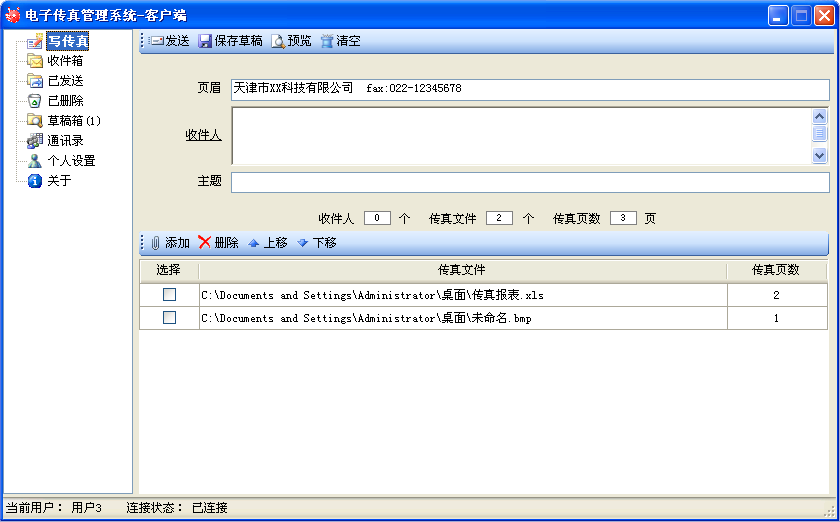 电子传真管理系统-客户端
写传真
收件箱
已发送
已删除
草稿箱(1)
通讯录
个人设置
关于
发送 保存草稿 预览 清空
页眉 天津市XX科技有限公司 fax:022-12345678
收件人
主题
收件人 0 个 传真文件 2 个 传真页数 3 页
添加 删除 上移 下移
选择 传真文件 传真页数
C:\Documents and Settings\Administrator\桌面\传真报表.xls 2
C:\Documents and Settings\Administrator\桌面\未命名.bmp 1
当前用户： 用户3 连接状态： 已连接